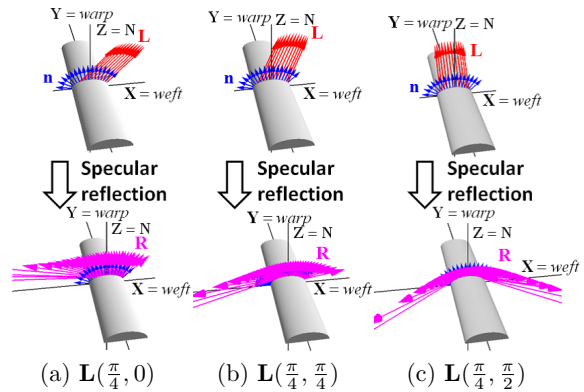 Y = warp
Z = N
L
n
X = weft
Y = warp
Z = N
L
n
X = weft
Y = warp
Z = N
L
n
X = weft
Specular
reflection
Specular
reflection
Specular
reflection
Y = warp
Z = N
R
X = weft
Y = warp
Z = N
R
X = weft
Y = warp
Z = N
R
X = weft
(a) L(π/4, 0)
(b) L(π/4, π/4)
(c) L(π/4, π/2)